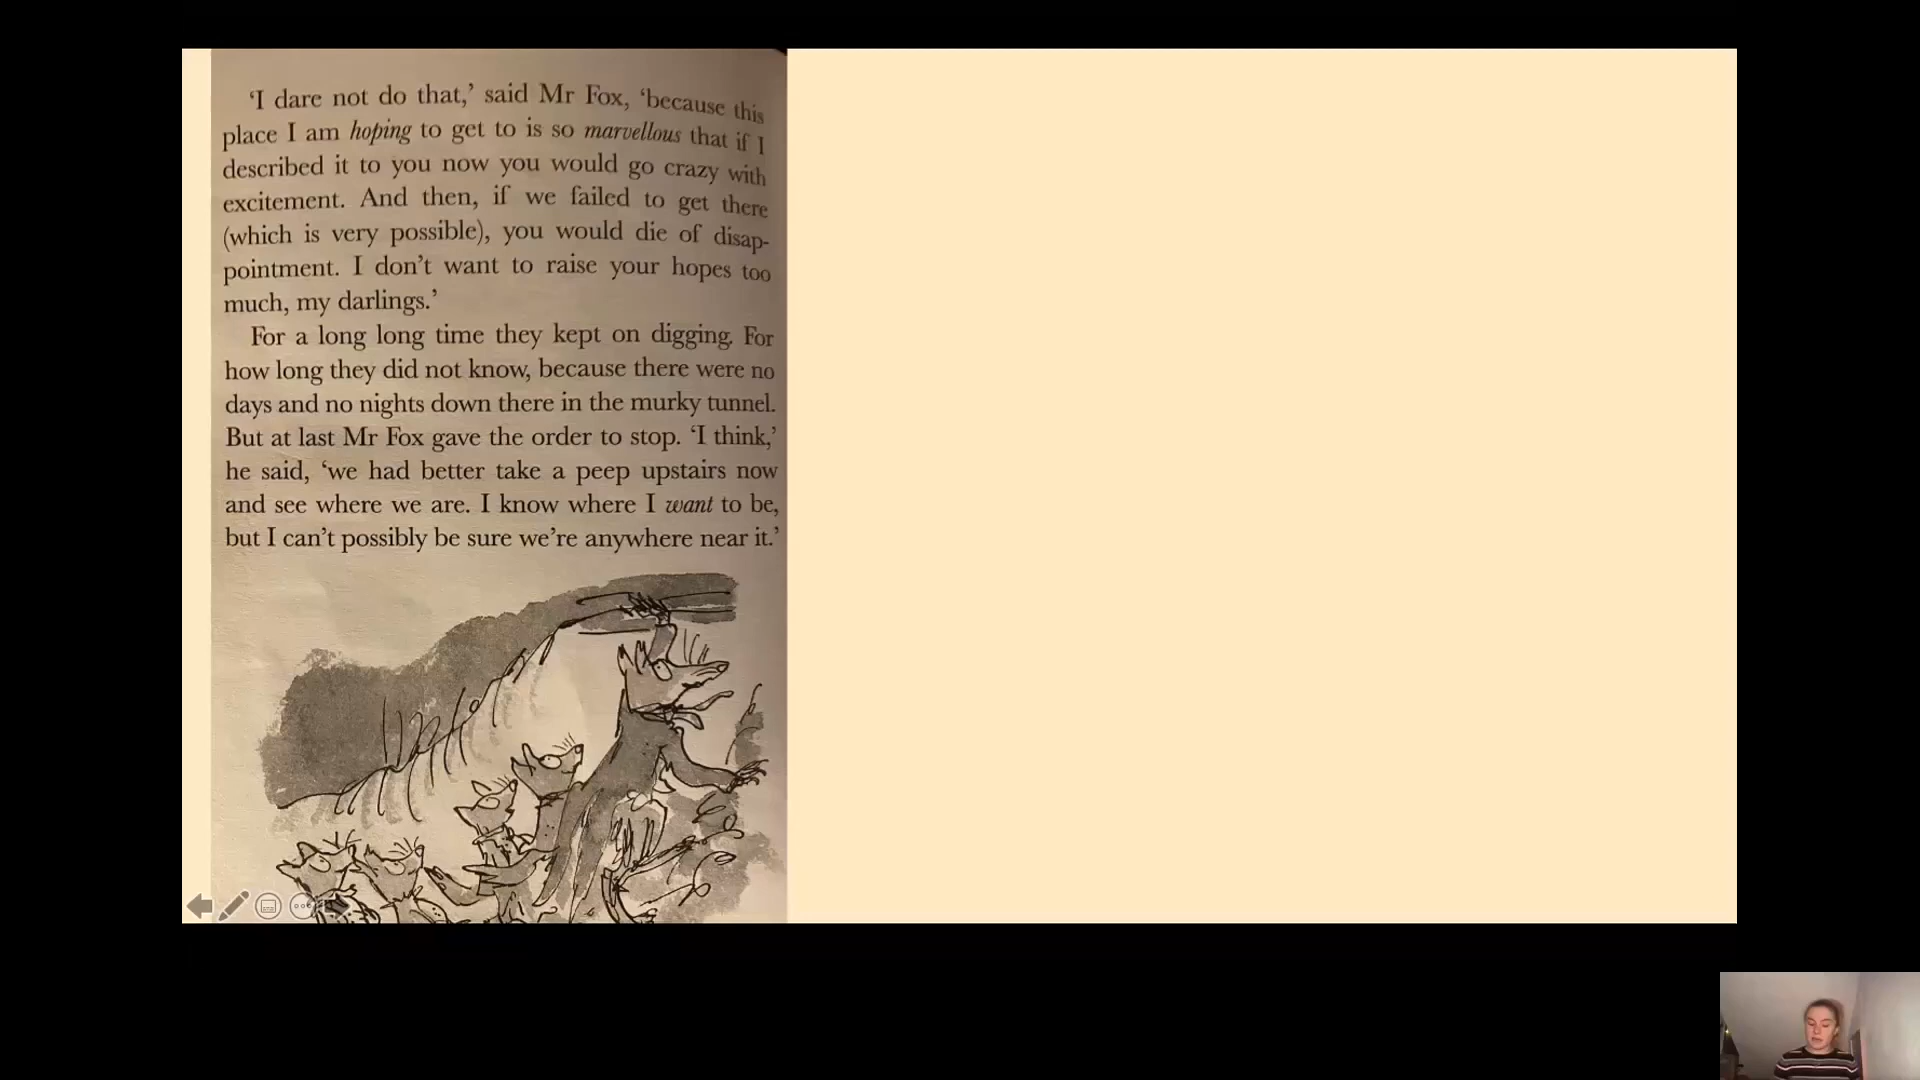 ‘I dare not do that,’ said Mr Fox, ‘because this
place I am hoping to get to is so marvellous that if I
described it to you now you would go crazy with
excitement. And then, if we failed to get there
(which is very possible), you would die of disap-
pointment. I don’t want to raise your hopes too
much, my darlings.’
For a long long time they kept on digging. For
how long they did not know, because there were no
days and no nights down there in the murky tunnel.
But at last Mr Fox gave the order to stop. ‘I think,’
he said, ‘we had better take a peep upstairs now
and see where we are. I know where I want to be,
but I can’t possibly be sure we’re anywhere near it.’